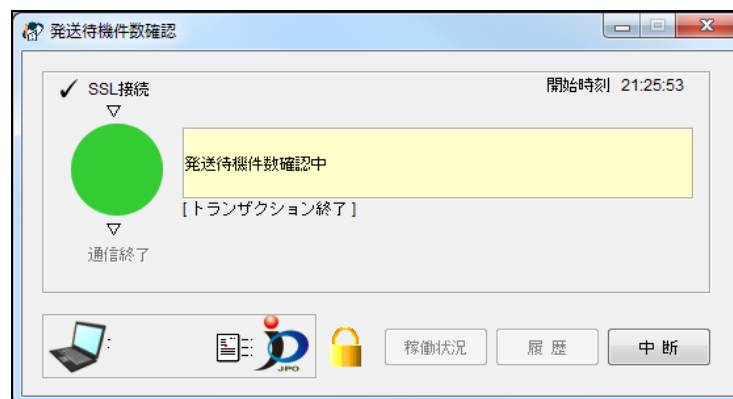 発送待機件数確認
✓ SSL接続
開始時刻 21:25:53
▽
発送待機件数確認中
[トランザクション終了]
▽
通信終了
JPO
稼働状況
履 歴
中 断